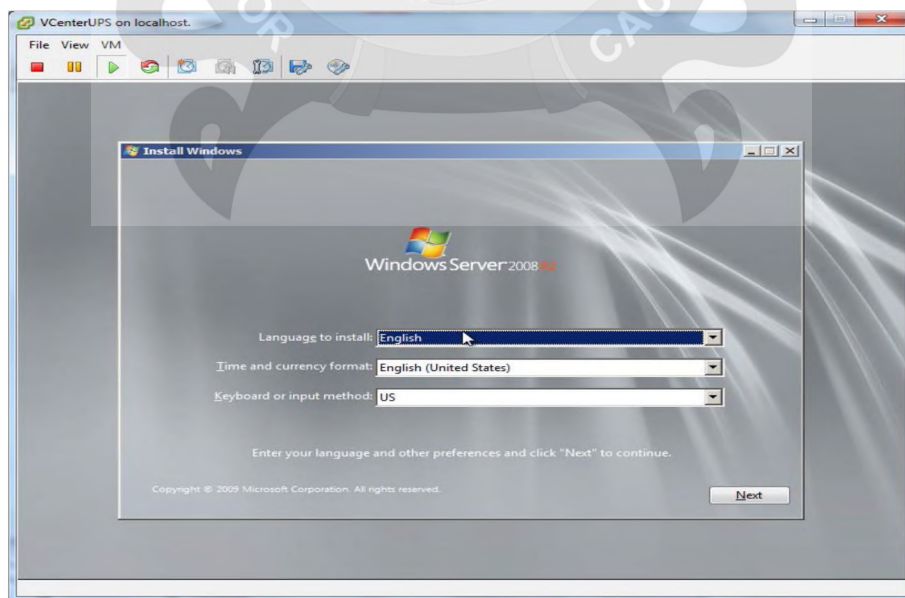 VCenterUPS on localhost.
File View VM
Install Windows
Windows Server 2008 R2
Language to install: English
Time and currency format: English (United States)
Keyboard or input method: US
Enter your language and other preferences and click "Next" to continue.
Copyright © 2009 Microsoft Corporation. All rights reserved.
Next